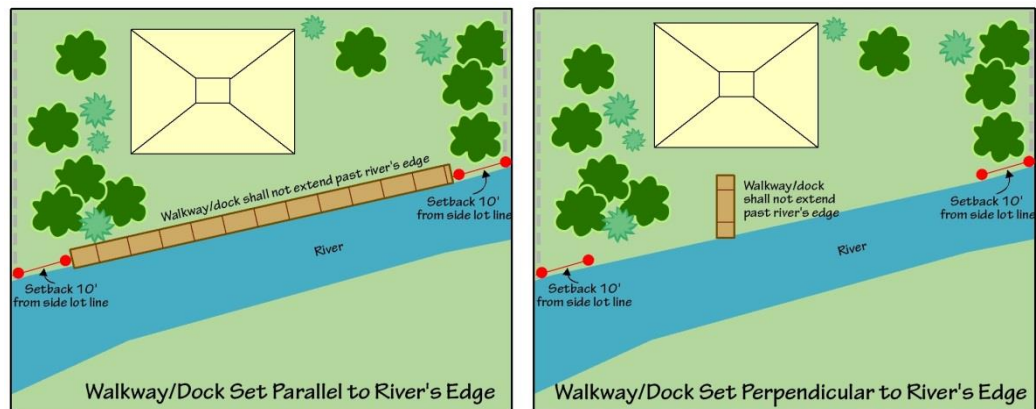 Walkway/dock shall not extend past river's edge
Setback 10'
from side lot line
River
Setback 10'
from side lot line
Walkway/Dock Set Parallel to River's Edge
Walkway/dock
shall not extend
past river's edge
Setback 10'
from side lot line
River
Setback 10'
from side lot line
Walkway/Dock Set Perpendicular to River's Edge